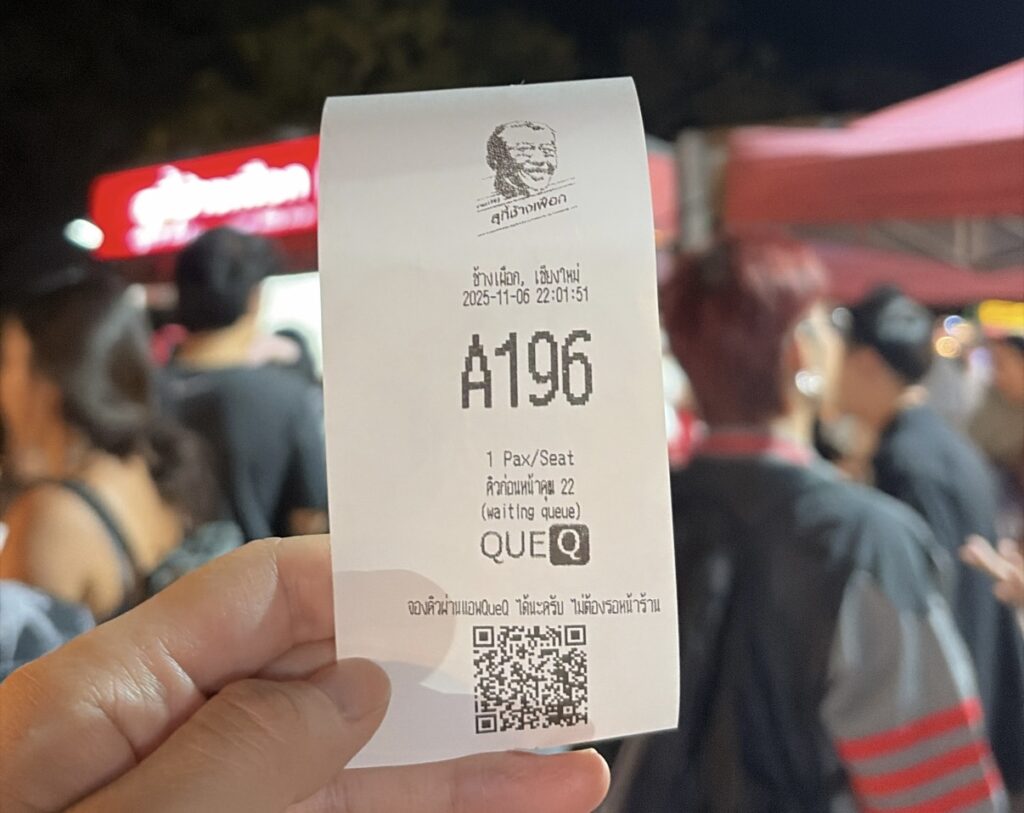 สุกี้ช้างเผือก
ช้างเผือก, เชียงใหม่
2025-11-06 22:01:51
A196
1 Pax/Seat
คิวก่อนหน้าคุณ 22
(waiting queue)
QUEQ
จองคิวผ่านแอพQueQ ได้นะครับ ไม่ต้องรอหน้าร้าน